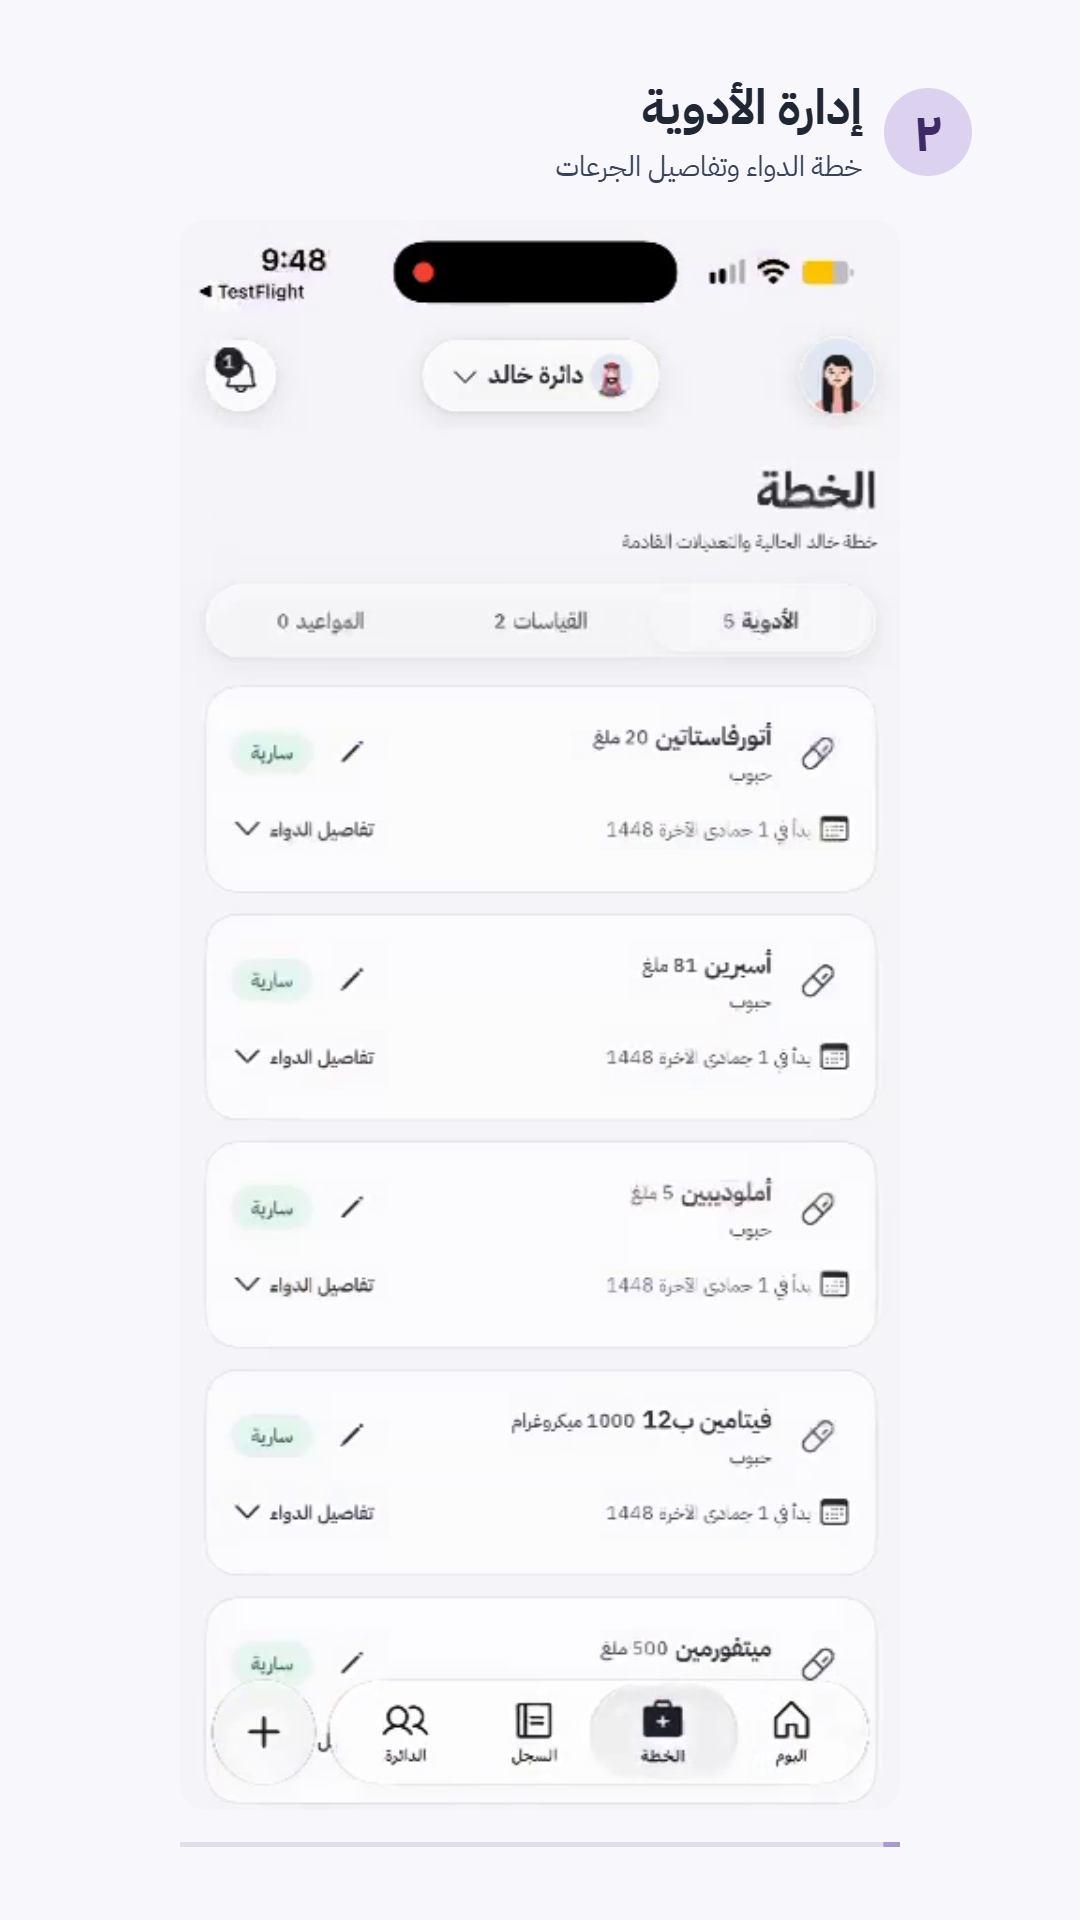 ٢
إدارة الأدوية
خطة الدواء وتفاصيل الجرعات
9:48
TestFlight
دائرة خالد
1
الخطة
خطة خالد الحالية والتعديلات القادمة
الأدوية 5
القياسات 2
المواعيد 0
أتورفاستاتين 20 ملغ
سارية
حبوب
بدأ في 1 جمادى الآخرة 1448
تفاصيل الدواء
أسبرين 81 ملغ
سارية
حبوب
بدأ في 1 جمادى الآخرة 1448
تفاصيل الدواء
أملوديبين 5 ملغ
سارية
حبوب
بدأ في 1 جمادى الآخرة 1448
تفاصيل الدواء
فيتامين ب12 1000 ميكروغرام
سارية
حبوب
بدأ في 1 جمادى الآخرة 1448
تفاصيل الدواء
ميتفورمين 500 ملغ
سارية
اليوم
الخطة
السجل
الدائرة